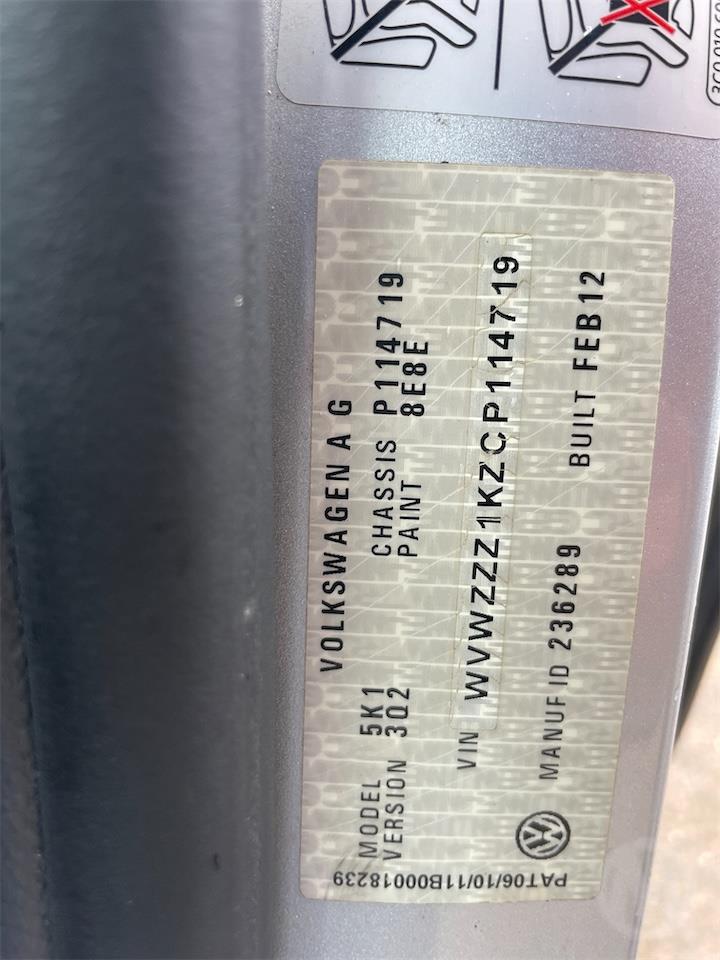 VOLKSWAGEN A G
MODEL 5K1 CHASSIS P114719
VERSION 3Q2 PAINT 8E8E
VIN WVWZZZ1KZCP114719
MANUF ID 236289 BUILT FEB12
PAT06/10/11B00018239